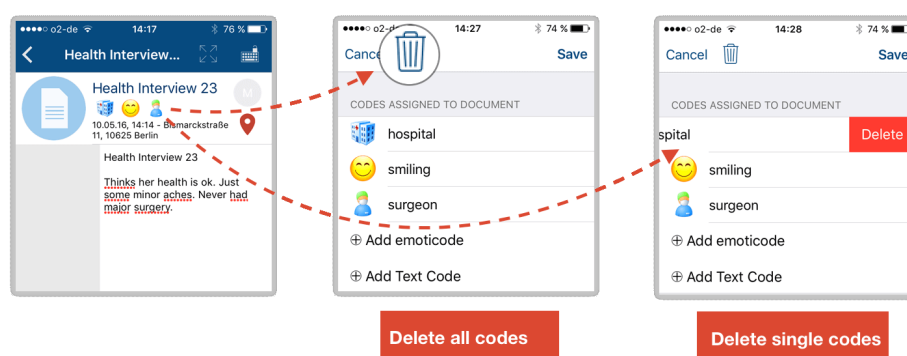 o2-de 14:17 76 %
Health Interview...
Health Interview 23
M
10.05.16, 14:14 - Bismarckstraße
11, 10625 Berlin
Health Interview 23
Thinks her health is ok. Just
some minor aches. Never had
major surgery.
o2-d 14:27 74 %
Cance Save
CODES ASSIGNED TO DOCUMENT
hospital
smiling
surgeon
Add emoticode
Add Text Code
Delete all codes
o2-de 14:28 74 %
Cancel Save
CODES ASSIGNED TO DOCUMENT
spital Delete
smiling
surgeon
Add emoticode
Add Text Code
Delete single codes